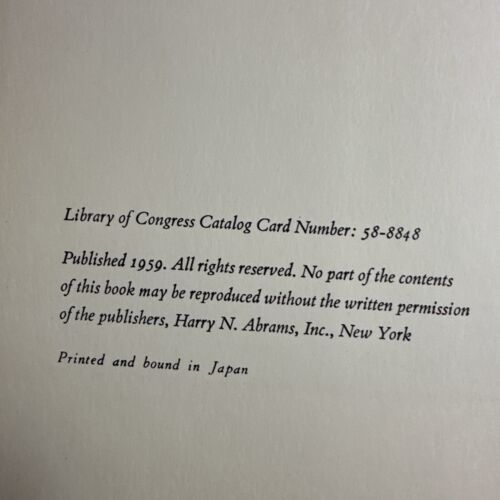 Library of Congress Catalog Card Number: 58-8848
Published 1959. All rights reserved. No part of the contents
of this book may be reproduced without the written permission
of the publishers, Harry N. Abrams, Inc., New York
Printed and bound in Japan